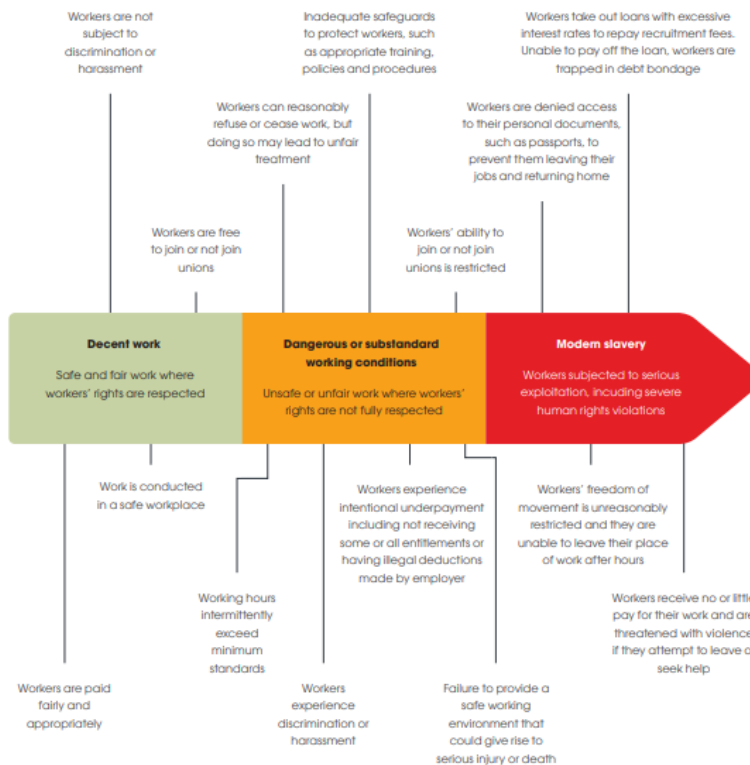 Workers are not
subject to
discrimination or
harassment
Inadequate safeguards
to protect workers, such
as appropriate training,
policies and procedures
Workers take out loans with excessive
interest rates to repay recruitment fees.
Unable to pay off the loan, workers are
trapped in debt bondage
Workers can reasonably
refuse or cease work, but
doing so may lead to unfair
treatment
Workers are denied access
to their personal documents,
such as passports, to
prevent them leaving their
jobs and returning home
Workers are free
to join or not join
unions
Workers' ability to
join or not join
unions is restricted
Decent work
Safe and fair work where
workers' rights are respected
Dangerous or substandard
working conditions
Unsafe or unfair work where workers'
rights are not fully respected
Modern slavery
Workers subjected to serious
exploitation, incuding severe
human rights violations
Work is conducted
in a safe workplace
Workers experience
intentional underpayment
including not receiving
some or all entitlements or
having illegal deductions
made by employer
Workers' freedom of
movement is unreasonably
restricted and they are
unable to leave their place
of work after hours
Working hours
intermittently
exceed
minimum
standards
Workers receive no or little
pay for their work and are
threatened with violence
if they attempt to leave
seek help
Workers are paid
fairly and
appropriately
Workers
experience
discrimination or
harassment
Failure to provide a
safe working
environment that
could give rise to
serious injury or death